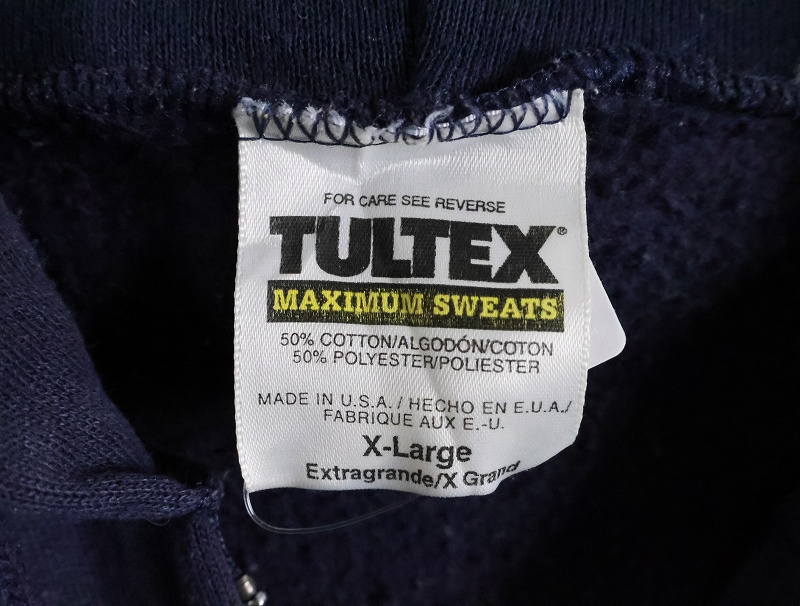 FOR CARE SEE REVERSE
TULTEX®
MAXIMUM SWEATS
50% COTTON/ALGODÓN/COTON
50% POLYESTER/POLIESTER
MADE IN U.S.A./HECHO EN E.U.A./
FABRIQUE AUX E.-U.
X-Large
Extragrande/X Grand